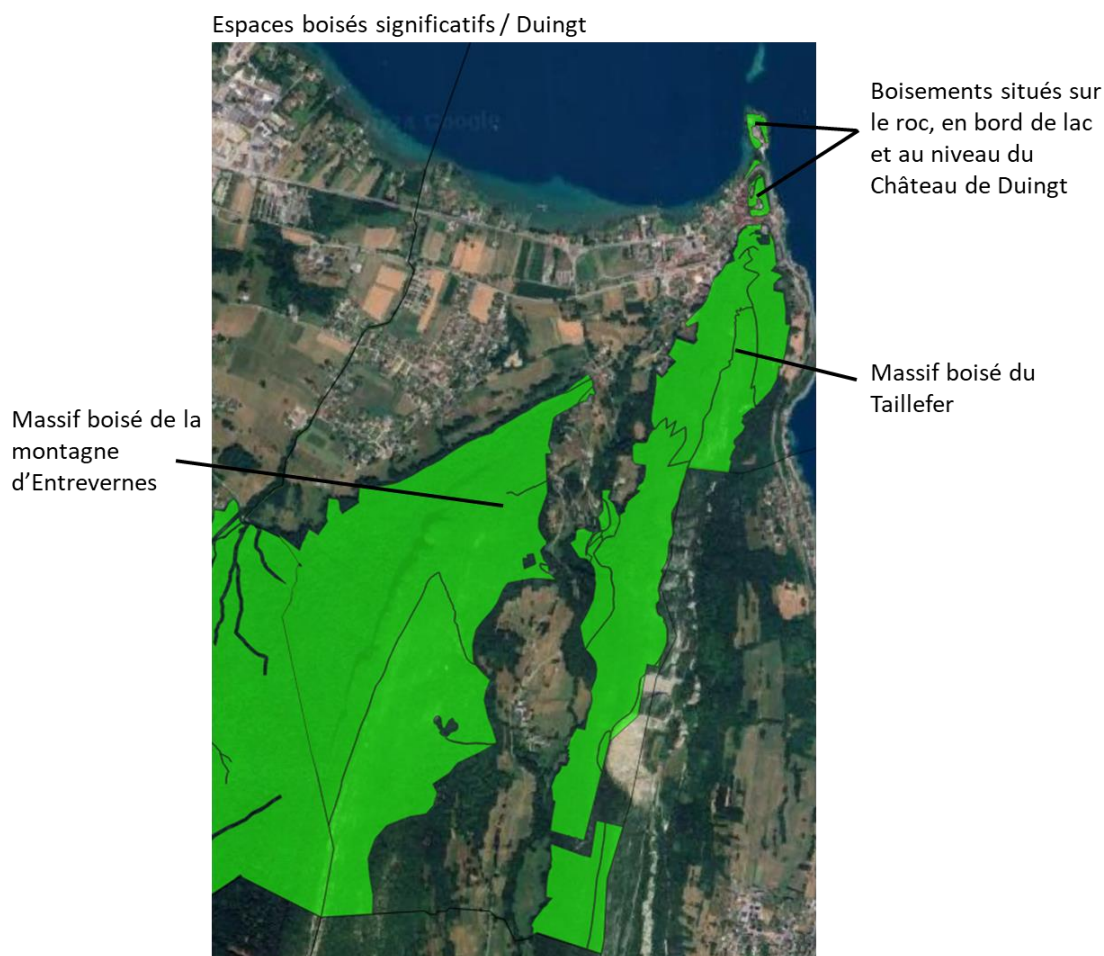 Espaces boisés significatifs / Duingt
Boisements situés sur
le roc, en bord de lac
et au niveau du
Château de Duingt
Massif boisé du
Taillefer
Massif boisé de la
montagne
d’Entrevernes
Google